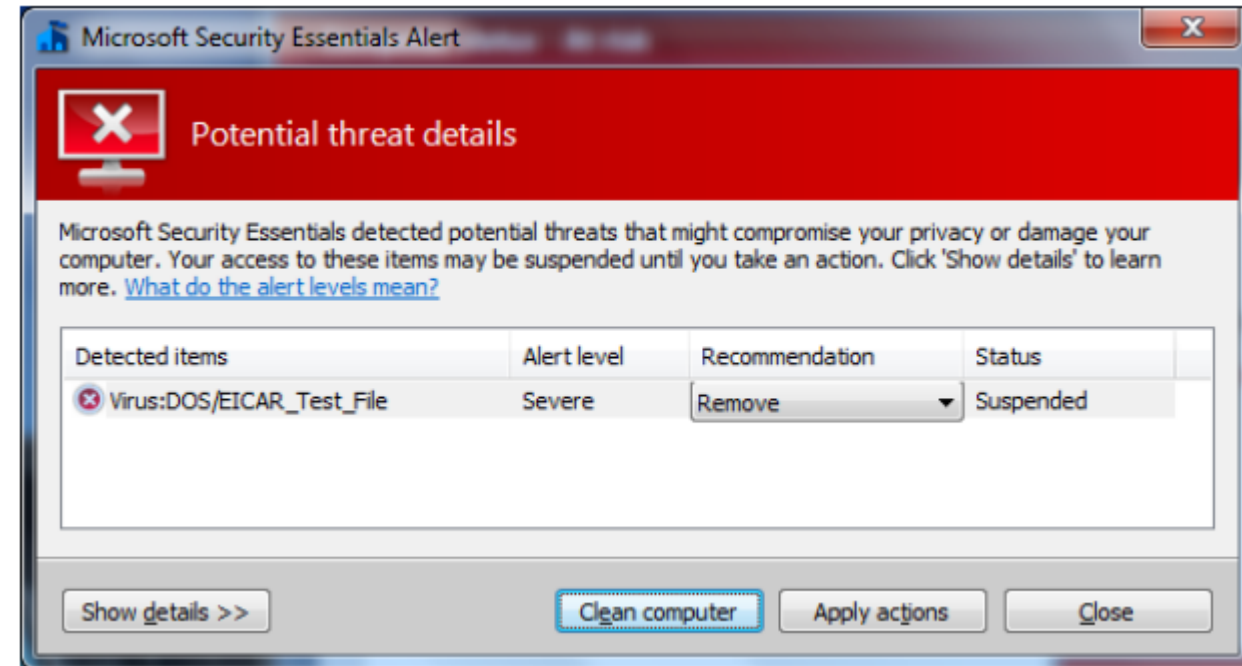 Microsoft Security Essentials Alert
Potential threat details
Microsoft Security Essentials detected potential threats that might compromise your privacy or damage your
computer. Your access to these items may be suspended until you take an action. Click 'Show details' to learn
more. What do the alert levels mean?
Detected items Alert level Recommendation Status
Virus:DOS/EICAR_Test_File Severe Remove Suspended
Show details >> Clean computer Apply actions Close